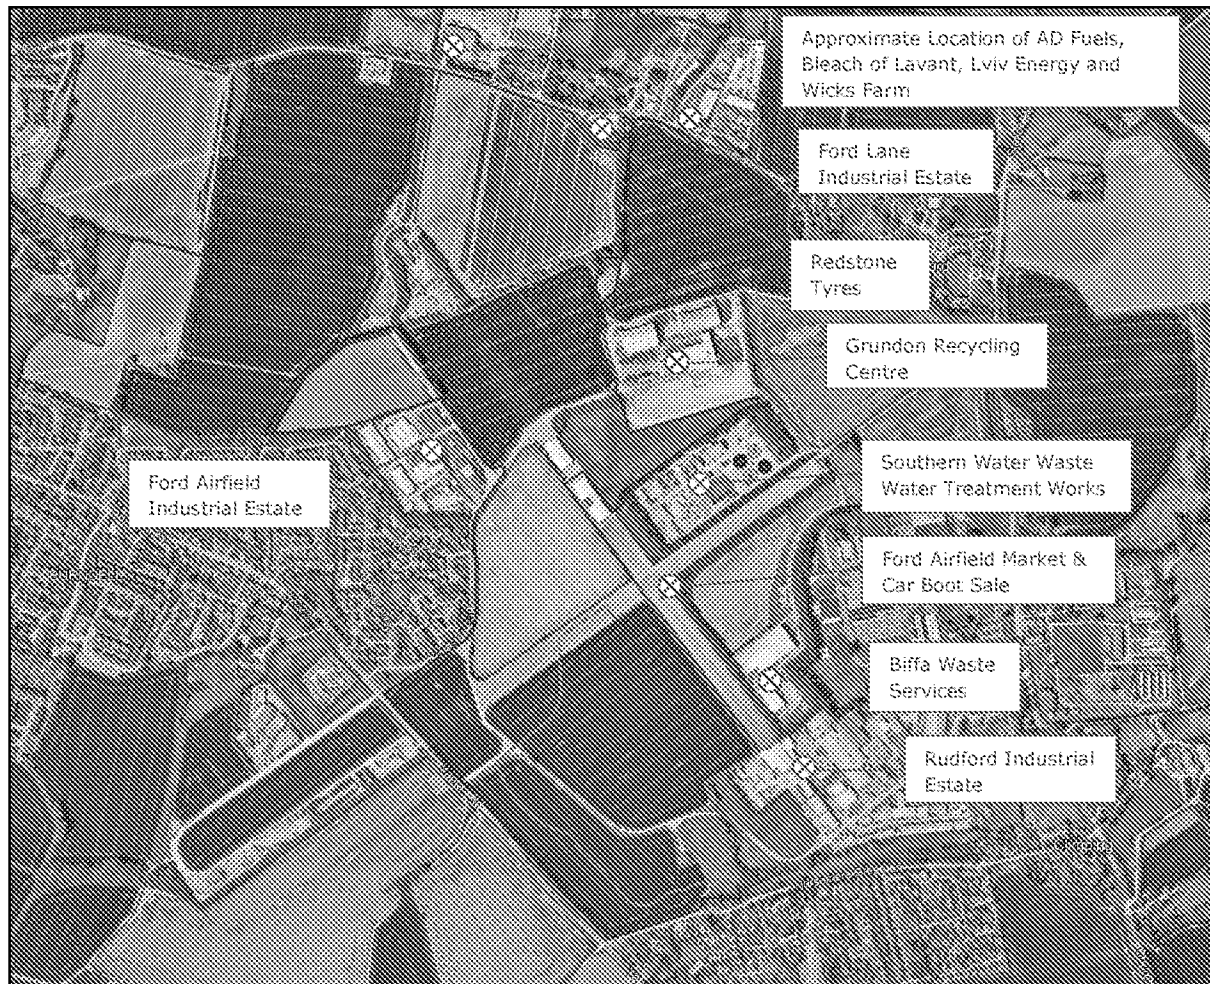 Approximate Location of AD Fuels,
Bleach of Lavant, Lviv Energy and
Wicks Farm
Ford Lane
Industrial Estate
Redstone
Tyres
Grundon Recycling
Centre
Southern Water Waste
Water Treatment Works
Ford Airfield
Industrial Estate
Ford Airfield Market &
Car Boot Sale
Biffa Waste
Services
Rudford Industrial
Estate